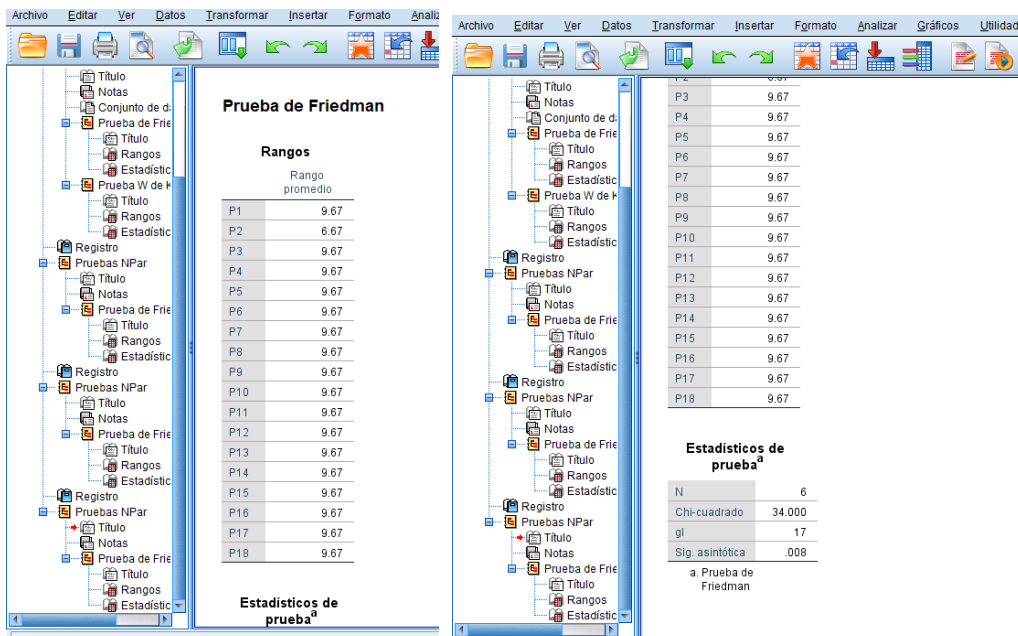 Archivo Editar Ver Datos Transformar Insertar Formato
Título
Notas
Conjunto de
Prueba de Frie
Título
Rangos
Estadístic
Prueba W de K
Título
Rangos
Estadístic
Registro
Pruebas NPar
Título
Notas
Prueba de Frie
Título
Rangos
Estadístic
Registro
Pruebas NPar
Título
Notas
Prueba de Frie
Título
Rangos
Estadístic
Registro
Pruebas NPar
Título
Notas
Prueba de Frie
Título
Rangos
Estadístic
Prueba de Friedman
Rangos
Rango
promedio
P1 9.67
P2 6.67
P3 9.67
P4 9.67
P5 9.67
P6 9.67
P7 9.67
P8 9.67
P9 9.67
P10 9.67
P11 9.67
P12 9.67
P13 9.67
P14 9.67
P15 9.67
P16 9.67
P17 9.67
P18 9.67
Estadísticos de
prueba^a
Archivo Editar Ver Datos Transformar Insertar Formato Analizar Gráficos Utilidad
Título
Notas
Conjunto de
Prueba de Frie
Título
Rangos
Estadístic
Prueba W de K
Título
Rangos
Estadístic
Registro
Pruebas NPar
Título
Notas
Prueba de Frie
Título
Rangos
Estadístic
Registro
Pruebas NPar
Título
Notas
Prueba de Frie
Título
Rangos
Estadístic
Registro
Pruebas NPar
Título
Notas
Prueba de Frie
Título
Rangos
Estadístic
P3 9.67
P4 9.67
P5 9.67
P6 9.67
P7 9.67
P8 9.67
P9 9.67
P10 9.67
P11 9.67
P12 9.67
P13 9.67
P14 9.67
P15 9.67
P16 9.67
P17 9.67
P18 9.67
Estadísticos de
prueba^a
N 6
Chi-cuadrado 34.000
gl 17
Sig. asintótica .008
a. Prueba de
Friedman